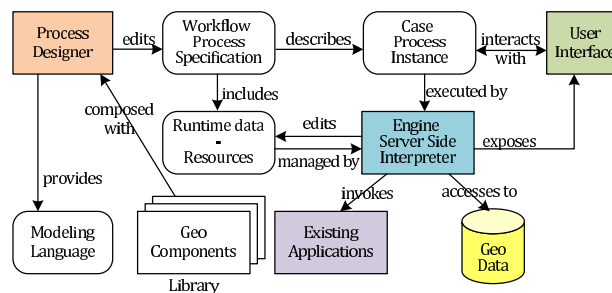 Process
Designer
edits
Workflow
Process
Specification
describes
Case
Process
Instance
interacts
with
User
Interface
composed
with
includes
executed by
Runtime data
-
Resources
edits
managed by
Engine
Server Side
Interpreter
exposes
provides
invokes
accesses to
Modeling
Language
Geo
Components
Library
Existing
Applications
Geo
Data